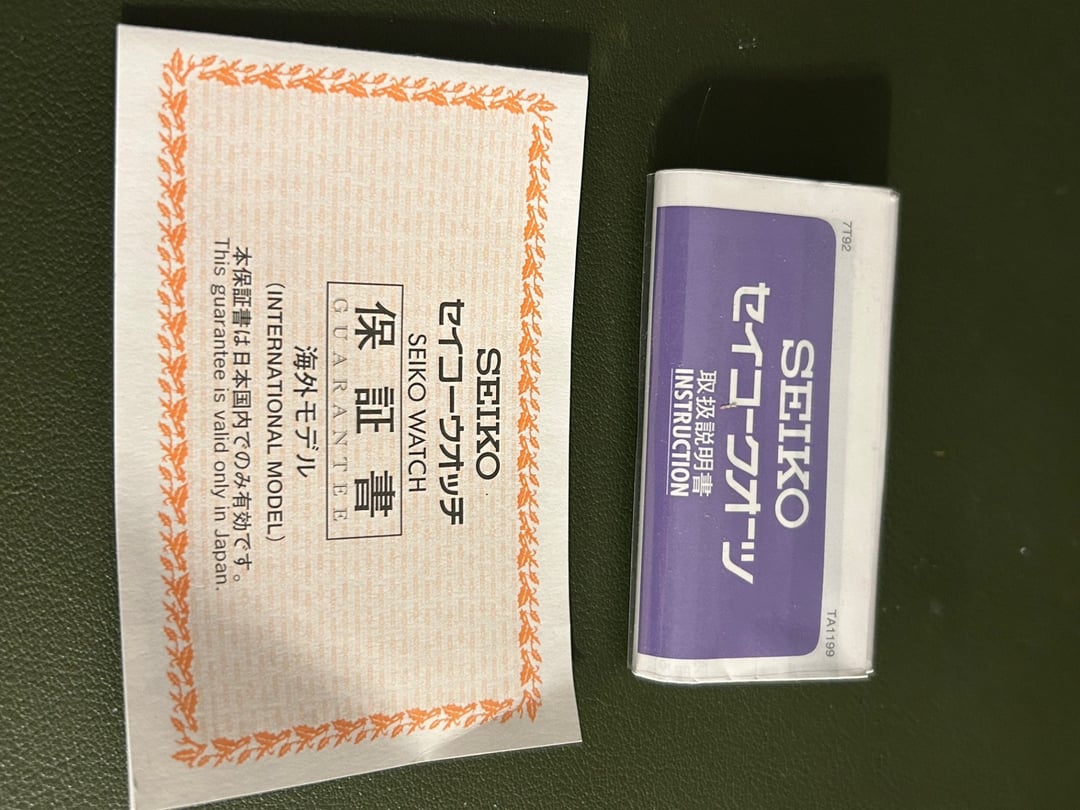 7T92 TA1199
SEIKO
セイコークオーツ
取扱説明書
INSTRUCTION
SEIKO
セイコーウオッチ
SEIKO WATCH
保証書
GUARANTEE
海外モデル
(INTERNATIONAL MODEL)
本保証書は日本国内でのみ有効です。
This guarantee is valid only in Japan.